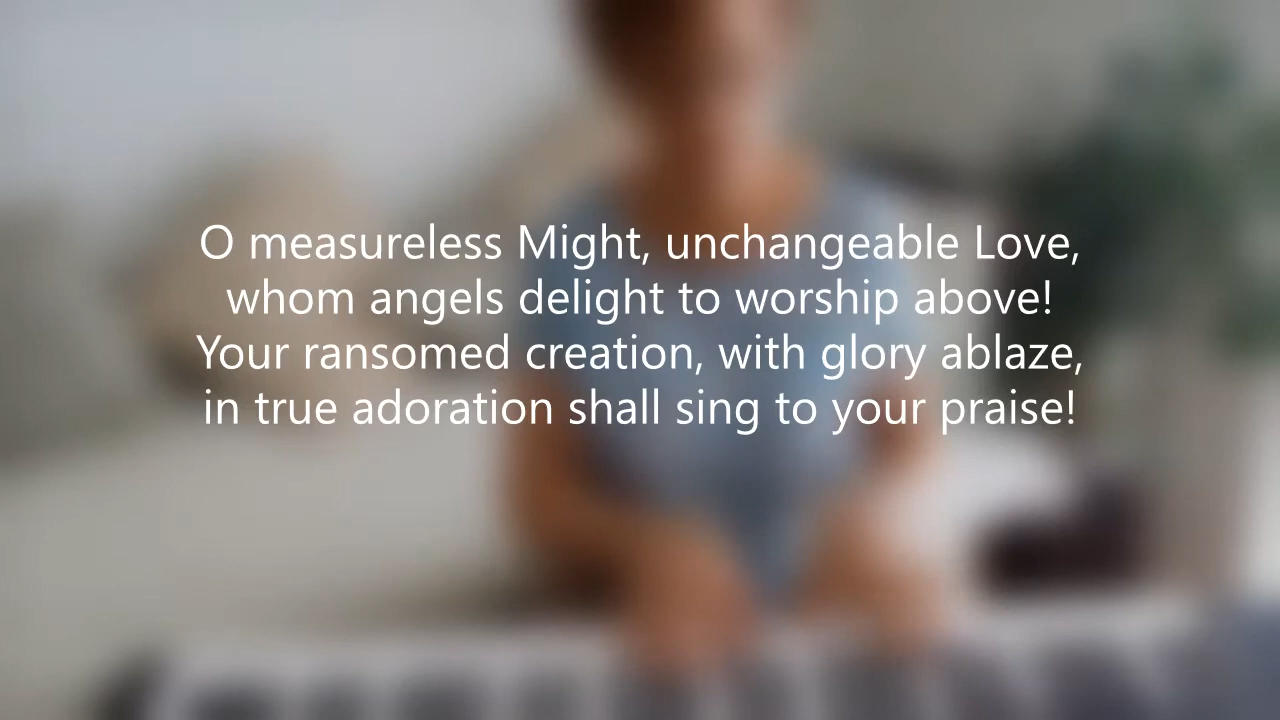 O measureless Might, unchangeable Love,
whom angels delight to worship above!
Your ransomed creation, with glory ablaze,
in true adoration shall sing to your praise!